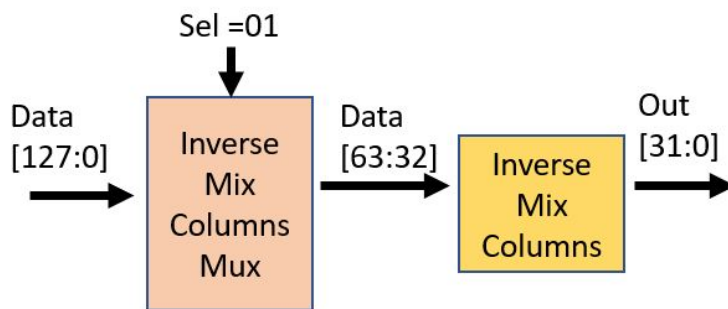 Sel =01
Data
[127:0]
Inverse
Mix
Columns
Mux
Data
[63:32]
Inverse
Mix
Columns
Out
[31:0]